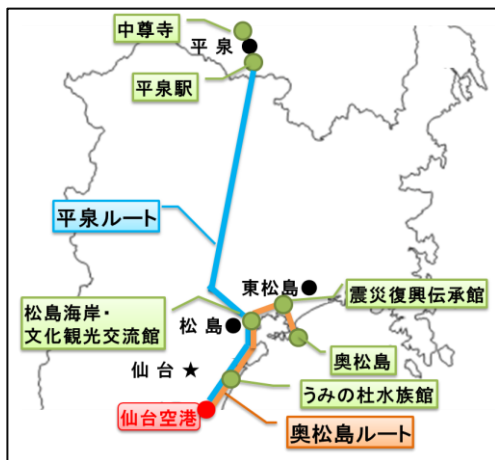 中尊寺
平泉
平泉駅
平泉ルート
東松島
震災復興伝承館
松島海岸・
文化観光交流館
松島
奥松島
仙台★
うみの杜水族館
仙台空港
奥松島ルート